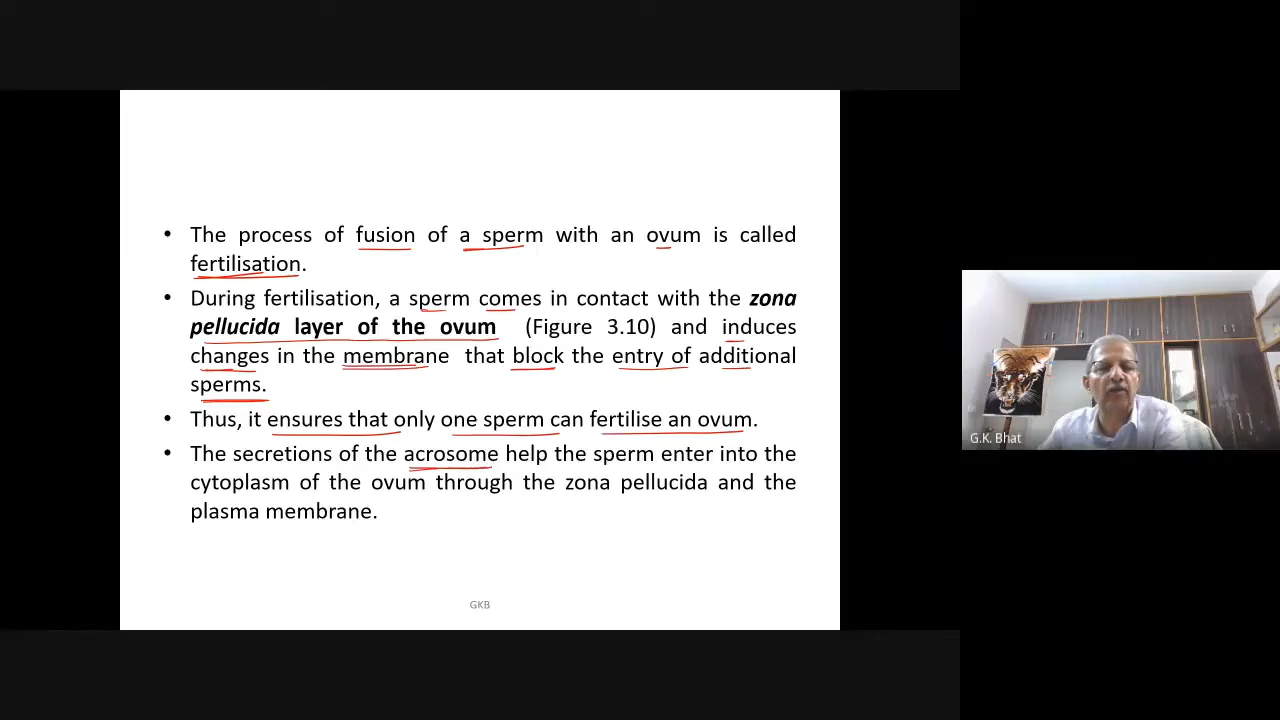 • The process of fusion of a sperm with an ovum is called
fertilisation.
• During fertilisation, a sperm comes in contact with the zona
pellucida layer of the ovum (Figure 3.10) and induces
changes in the membrane that block the entry of additional
sperms.
• Thus, it ensures that only one sperm can fertilise an ovum.
• The secretions of the acrosome help the sperm enter into the
cytoplasm of the ovum through the zona pellucida and the
plasma membrane.
GKB
G.K. Bhat